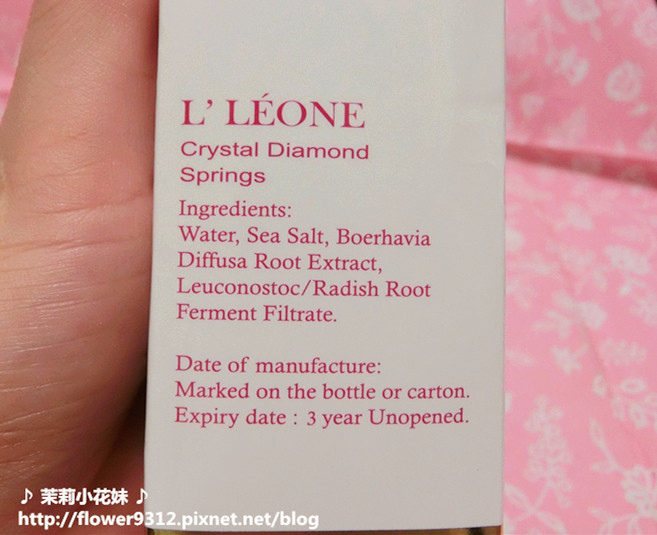 L' LÉONE
Crystal Diamond
Springs
Ingredients:
Water, Sea Salt, Boerhavia
Diffusa Root Extract,
Leuconostoc/Radish Root
Ferment Filtrate.
Date of manufacture:
Marked on the bottle or carton.
Expiry date : 3 year Unopened.
♪ 茉莉小花妹 ♪
http://flower9312.pixnet.net/blog